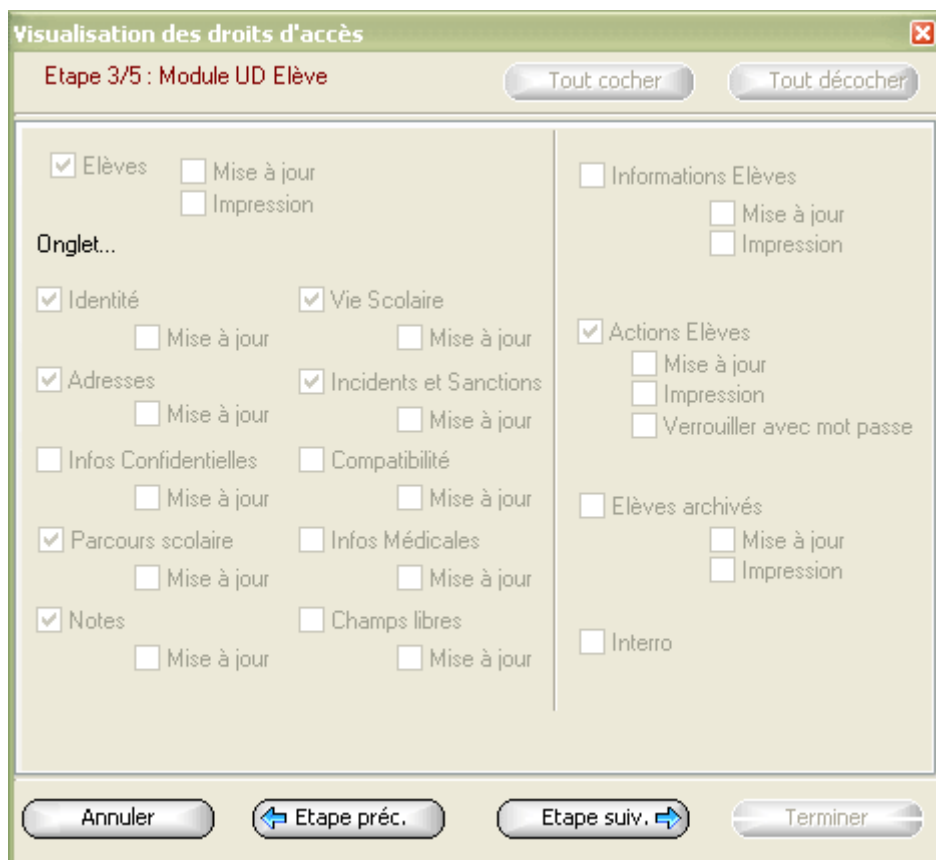 Visualisation des droits d'accès
Etape 3/5 : Module UD Elève
Tout cocher
Tout décocher
Elèves
Mise à jour
Impression
Onglet...
Identité
Mise à jour
Adresses
Mise à jour
Infos Confidentielles
Mise à jour
Parcours scolaire
Mise à jour
Notes
Mise à jour
Vie Scolaire
Mise à jour
Incidents et Sanctions
Mise à jour
Compatibilité
Mise à jour
Infos Médicales
Mise à jour
Champs libres
Mise à jour
Informations Elèves
Mise à jour
Impression
Actions Elèves
Mise à jour
Impression
Verrouiller avec mot passe
Elèves archivés
Mise à jour
Impression
Interro
Annuler
Etape préc.
Etape suiv.
Terminer